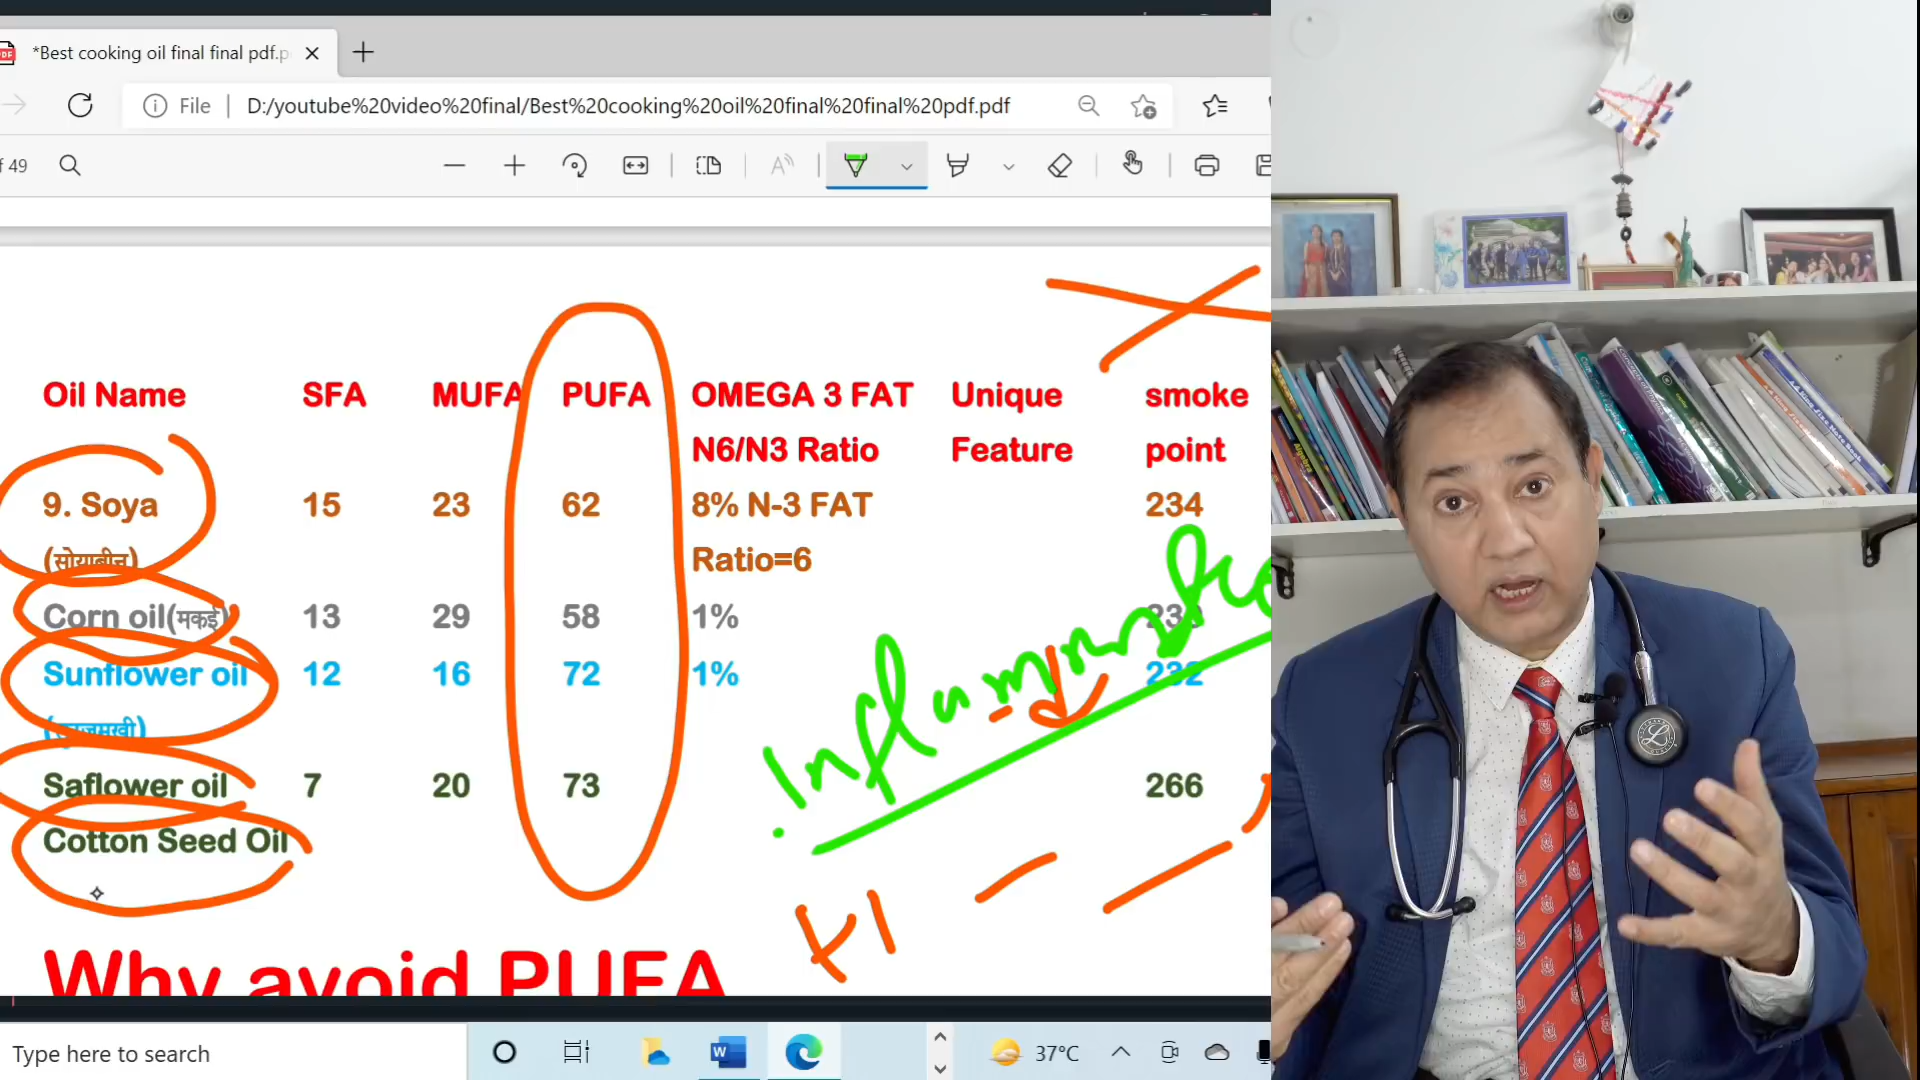 *Best cooking oil final final pdf.p
File D:/youtube%20video%20final/Best%20cooking%20oil%20final%20final%20pdf.pdf
f 49
Oil Name SFA MUFA PUFA OMEGA 3 FAT Unique smoke
N6/N3 Ratio Feature point
9. Soya 15 23 62 8% N-3 FAT 234
(सोयाबीन) Ratio=6
Corn oil(मकई) 13 29 58 1%
Sunflower oil 12 16 72 1% 232
Saflower oil 7 20 73 266
Cotton Seed Oil
Why avoid PUFA
Type here to search 37°C